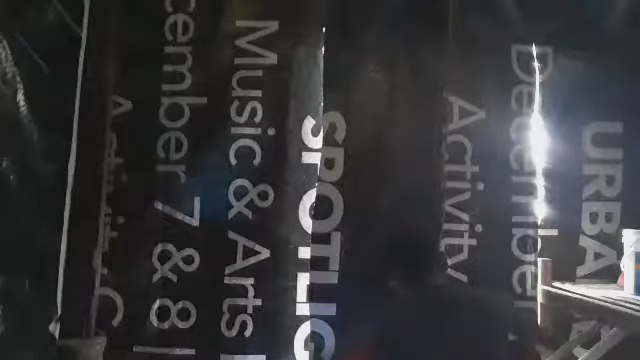 URBA
December
Activity
SPOTLIG
Music & Arts
cember 7 & 8